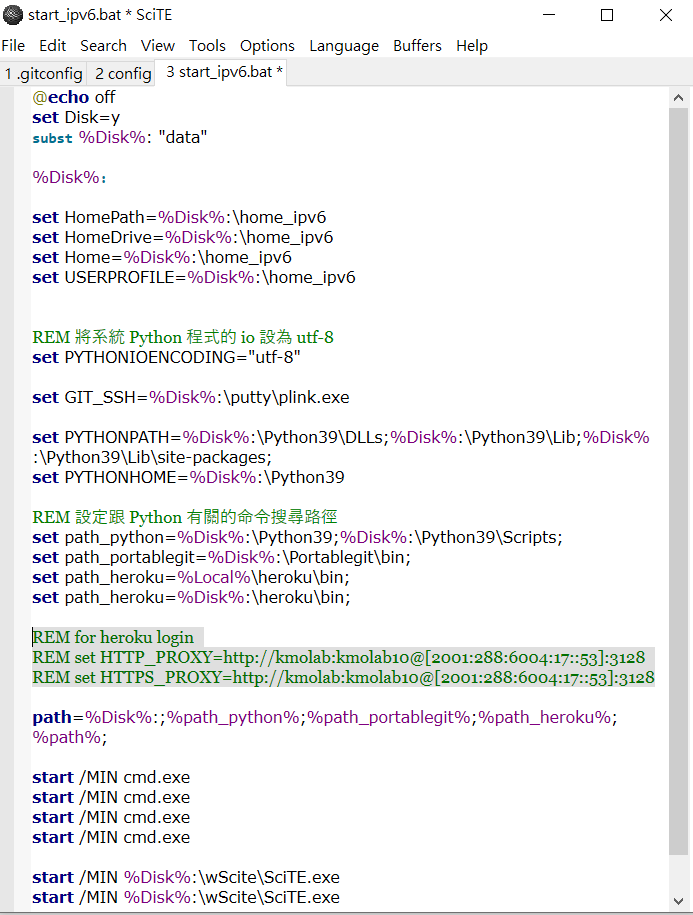 start_ipv6.bat * SciTE
File Edit Search View Tools Options Language Buffers Help
1 .gitconfig 2 config 3 start_ipv6.bat *
@echo off
set Disk=y
subst %Disk%: "data"
%Disk%:
set HomePath=%Disk%:\home_ipv6
set HomeDrive=%Disk%:\home_ipv6
set Home=%Disk%:\home_ipv6
set USERPROFILE=%Disk%:\home_ipv6
REM 將系統 Python 程式的 io 設為 utf-8
set PYTHONIOENCODING="utf-8"
set GIT_SSH=%Disk%:\putty\plink.exe
set PYTHONPATH=%Disk%:\Python39\DLLs;%Disk%:\Python39\Lib;%Disk%
:\Python39\Lib\site-packages;
set PYTHONHOME=%Disk%:\Python39
REM 設定跟 Python 有關的命令搜尋路徑
set path_python=%Disk%:\Python39;%Disk%:\Python39\Scripts;
set path_portablegit=%Disk%:\Portablegit\bin;
set path_heroku=%Local%\heroku\bin;
set path_heroku=%Disk%:\heroku\bin;
REM for heroku login
REM set HTTP_PROXY=http://kmolab:kmolab10@[2001:288:6004:17::53]:3128
REM set HTTPS_PROXY=http://kmolab:kmolab10@[2001:288:6004:17::53]:3128
path=%Disk%:;%path_python%;%path_portablegit%;%path_heroku%;
%path%;
start /MIN cmd.exe
start /MIN cmd.exe
start /MIN cmd.exe
start /MIN cmd.exe
start /MIN %Disk%:\wScite\SciTE.exe
start /MIN %Disk%:\wScite\SciTE.exe